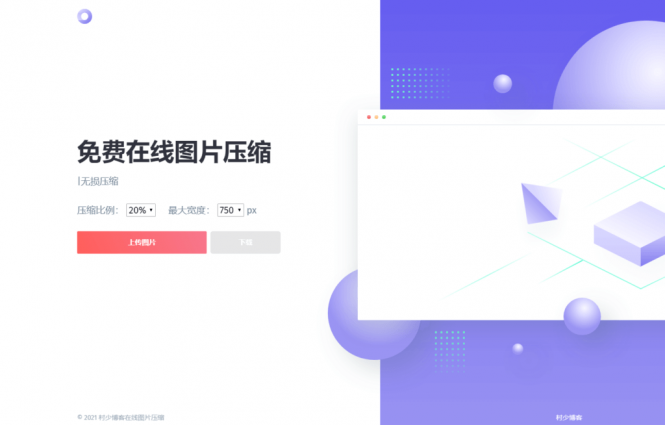 免费在线图片压缩
|无损压缩
压缩比例： 20% 最大宽度： 750 px
上传图片 下载
© 2021 村少博客在线图片压缩
村少博客